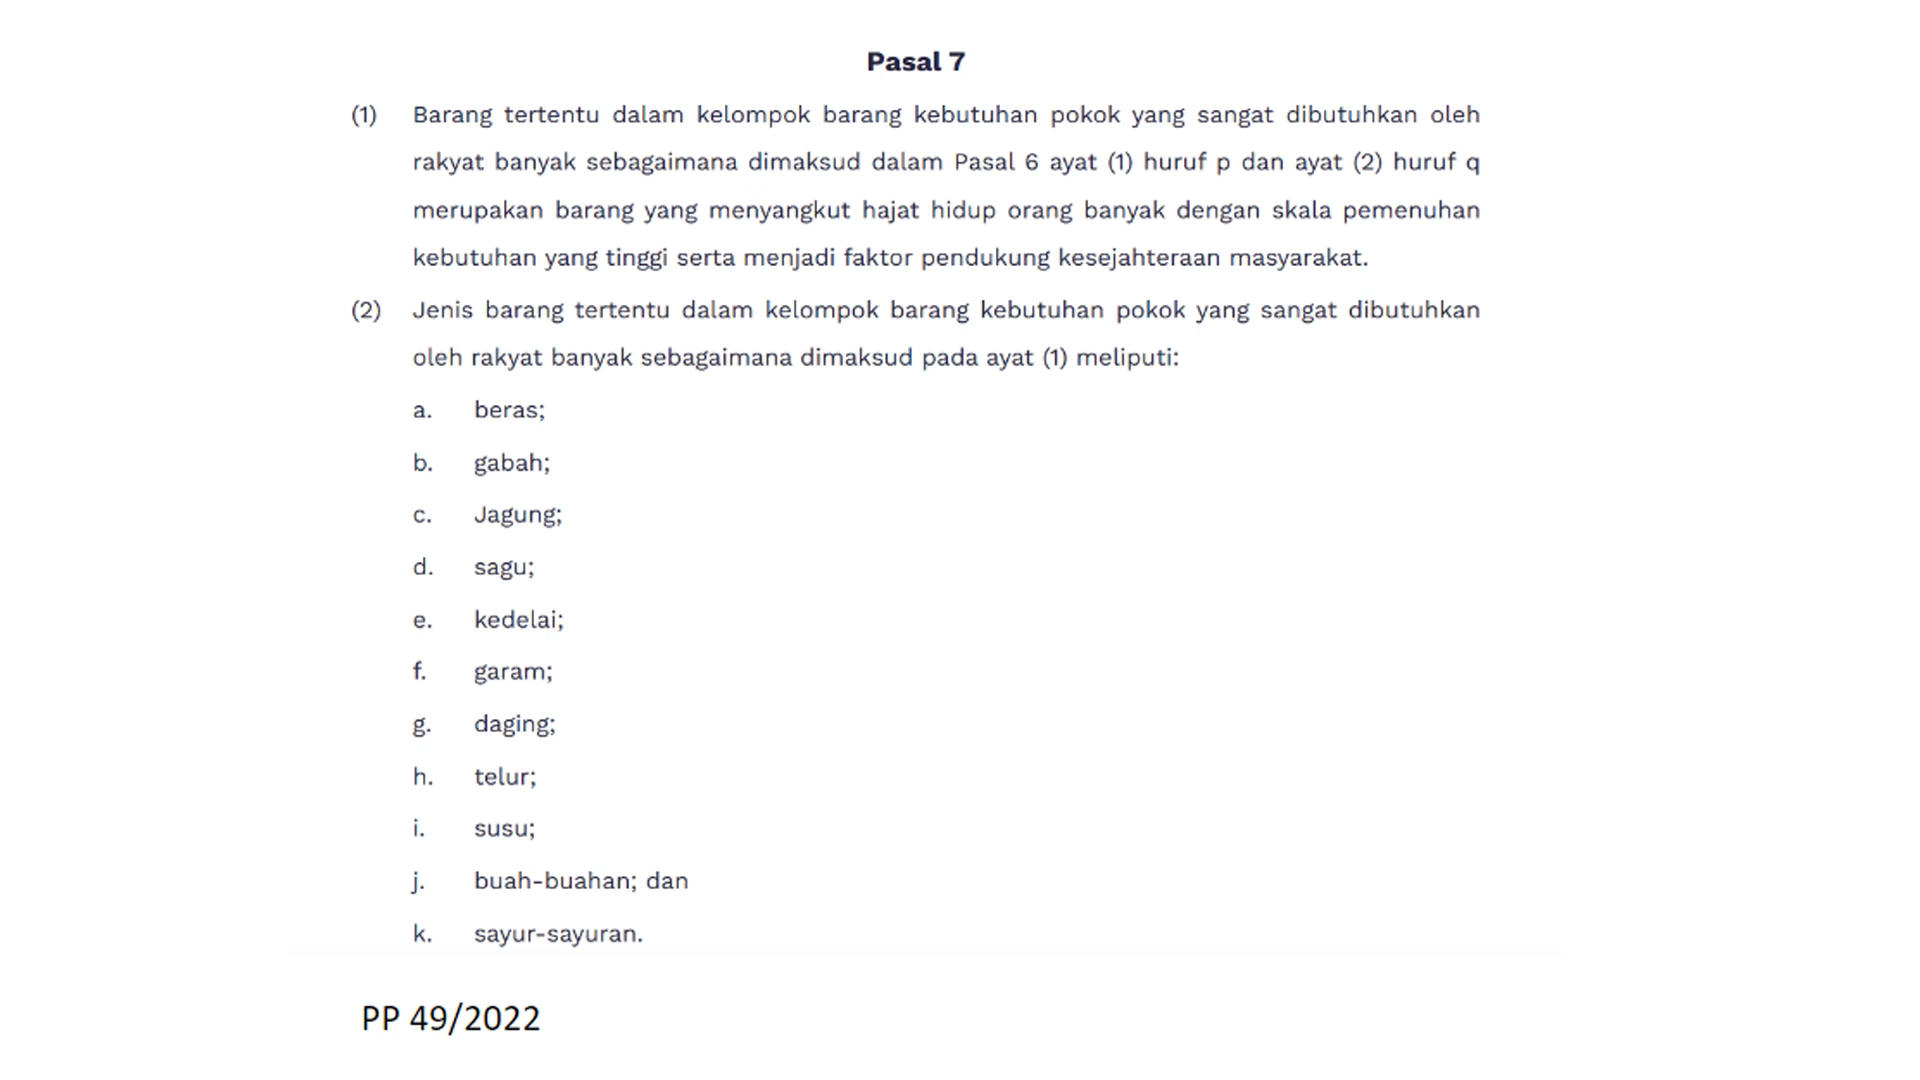 Pasal 7
(1) Barang tertentu dalam kelompok barang kebutuhan pokok yang sangat dibutuhkan oleh
rakyat banyak sebagaimana dimaksud dalam Pasal 6 ayat (1) huruf p dan ayat (2) huruf q
merupakan barang yang menyangkut hajat hidup orang banyak dengan skala pemenuhan
kebutuhan yang tinggi serta menjadi faktor pendukung kesejahteraan masyarakat.
(2) Jenis barang tertentu dalam kelompok barang kebutuhan pokok yang sangat dibutuhkan
oleh rakyat banyak sebagaimana dimaksud pada ayat (1) meliputi:
a. beras;
b. gabah;
c. Jagung;
d. sagu;
e. kedelai;
f. garam;
g. daging;
h. telur;
i. susu;
j. buah-buahan; dan
k. sayur-sayuran.
PP 49/2022